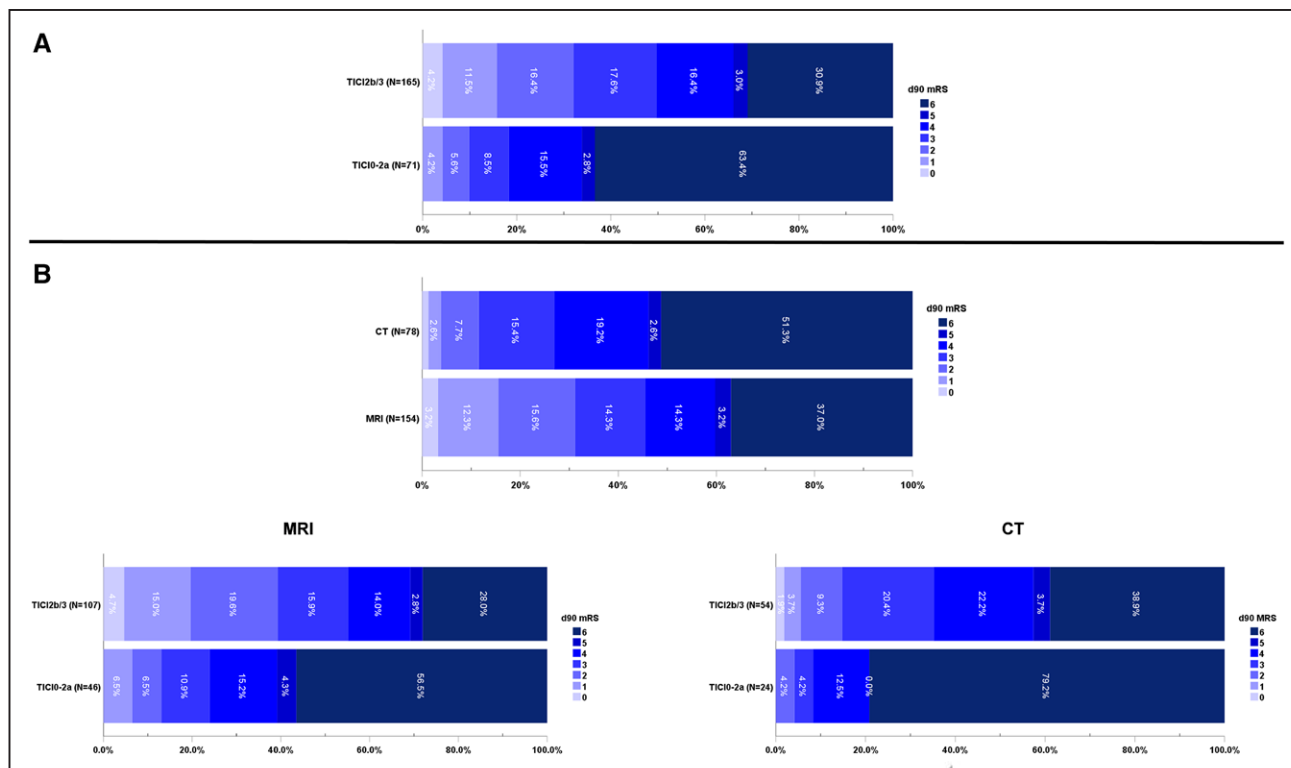 A
TICI2b/3 (N=165)
4.2% 11.5% 16.4% 17.6% 16.4% 3.0% 30.9%
TICI0-2a (N=71)
4.2% 5.6% 8.5% 15.5% 2.8% 63.4%
0% 20% 40% 60% 80% 100%
d90 mRS
6
5
4
3
2
1
0
B
CT (N=78)
2.6% 7.7% 15.4% 19.2% 2.6% 51.3%
MRI (N=154)
3.2% 12.3% 15.6% 14.3% 14.3% 3.2% 37.0%
0% 20% 40% 60% 80% 100%
d90 mRS
6
5
4
3
2
1
0
MRI
TICI2b/3 (N=107)
4.7% 15.0% 19.6% 15.9% 14.0% 2.8% 28.0%
TICI0-2a (N=46)
6.5% 6.5% 10.9% 15.2% 4.3% 56.5%
0.0% 20.0% 40.0% 60.0% 80.0% 100.0%
d90 mRS
6
5
4
3
2
1
0
CT
TICI2b/3 (N=54)
1.9% 3.7% 9.3% 20.4% 22.2% 3.7% 38.9%
TICI0-2a (N=24)
4.2% 4.2% 12.5% 0.0% 79.2%
0.0% 20.0% 40.0% 60.0% 80.0% 100.0%
d90 MRS
6
5
4
3
2
1
0